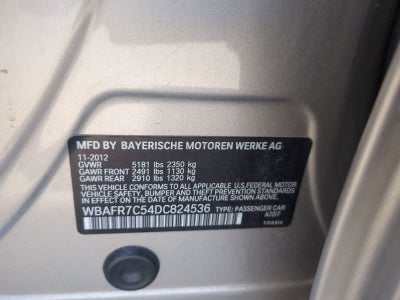 MFD BY BAYERISCHE MOTOREN WERKE AG
11-2012
GVWR 5181 lbs 2350 kg
GAWR FRONT 2491 lbs 1130 kg
GAWR REAR 2910 lbs 1320 kg
THIS VEHICLE CONFORMS TO ALL APPLICABLE U.S. FEDERAL MOTOR
VEHICLE SAFETY, BUMPER AND THEFT PREVENTION STANDARDS
IN EFFECT ON THE DATE OF MANUFACTURE SHOWN ABOVE.
WBAFR7C54DC824536 TYPE: PASSENGER CAR